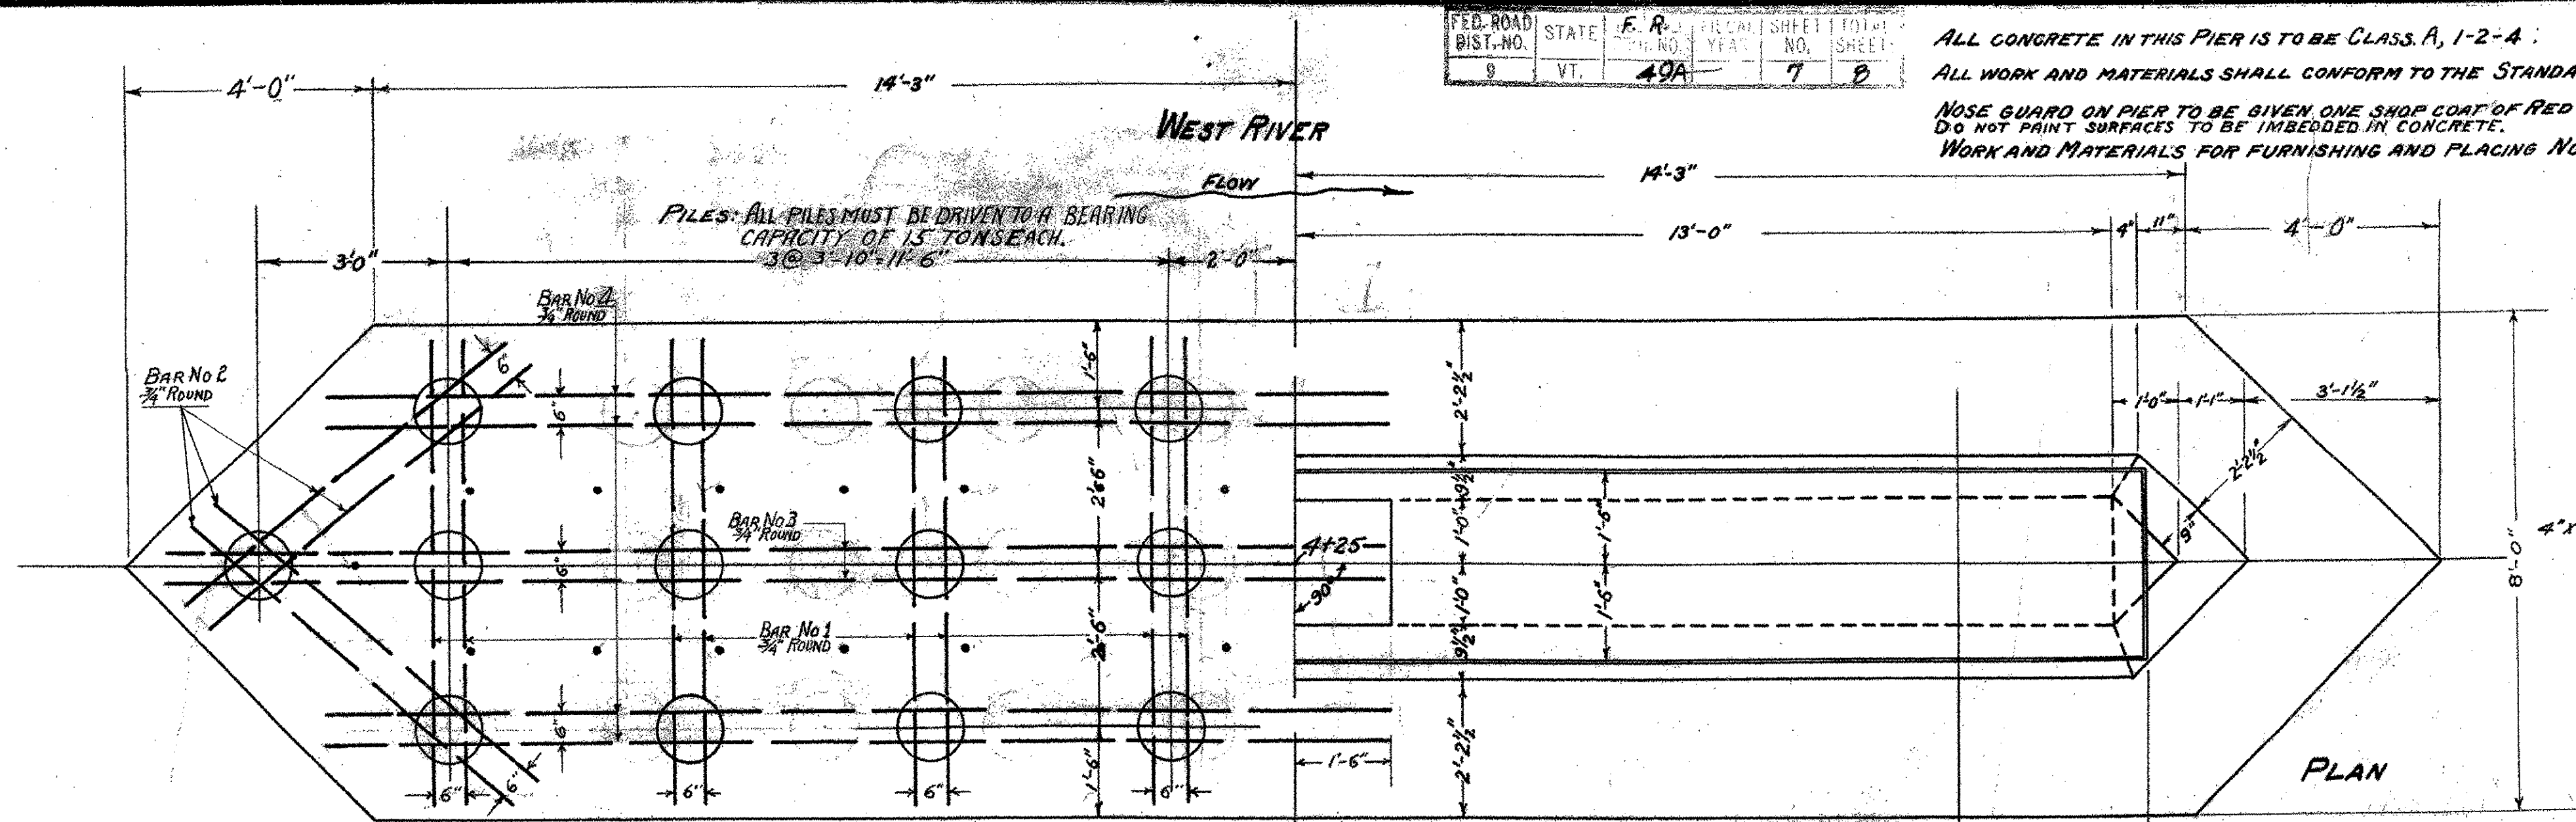 FED. ROAD DIST. NO. STATE F. R. NO. FISCAL YEAR SHEET NO. TOTAL SHEETS
9 VT. 49A 7 8
ALL CONCRETE IN THIS PIER IS TO BE CLASS. A, 1-2-4 .
ALL WORK AND MATERIALS SHALL CONFORM TO THE STANDA
NOSE GUARD ON PIER TO BE GIVEN ONE SHOP COAT OF RED
DO NOT PAINT SURFACES TO BE IMBEDDED IN CONCRETE.
WORK AND MATERIALS FOR FURNISHING AND PLACING NO
4'-0" 14'-3"
WEST RIVER
FLOW
14'-3"
PILES: ALL PILES MUST BE DRIVEN TO A BEARING
CAPACITY OF 15 TONS EACH.
3'-0" 3@ 3'-10"=11'-6" 2'-0"
13'-0" 4" 11" 4'-0"
BAR NO 4
3/4" ROUND
BAR NO 2
3/4" ROUND
6"
6"
1'-6"
2'-2 1/2"
1'-0" 1'-1" 3'-1 1/2"
2'-2 1/2"
9"
2'-6"
9 1/2"
1'-0"
1'-6"
BAR NO 3
3/4" ROUND
6"
4+25
90°
8'-0"
4"X
BAR NO 1
3/4" ROUND
2'-6"
1'-0"
9 1/2"
1'-6"
6"
1'-6"
2'-2 1/2"
1'-6"
6" 6" 6" 6" 6"
PLAN